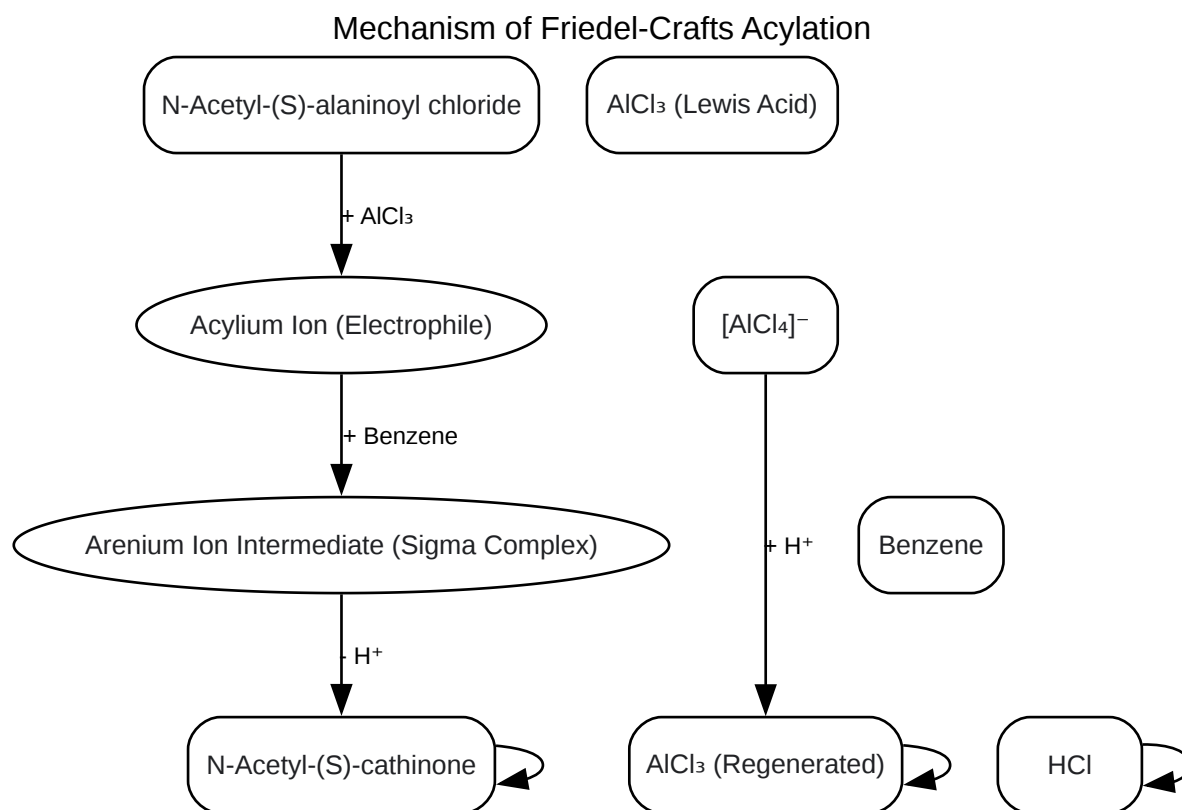 Mechanism of Friedel-Crafts Acylation
N-Acetyl-(S)-alaninoyl chloride
AlCl₃ (Lewis Acid)
+ AlCl₃
Acylium Ion (Electrophile)
[AlCl₄]⁻
+ Benzene
Arenium Ion Intermediate (Sigma Complex)
+ H⁺
Benzene
- H⁺
N-Acetyl-(S)-cathinone
AlCl₃ (Regenerated)
HCl